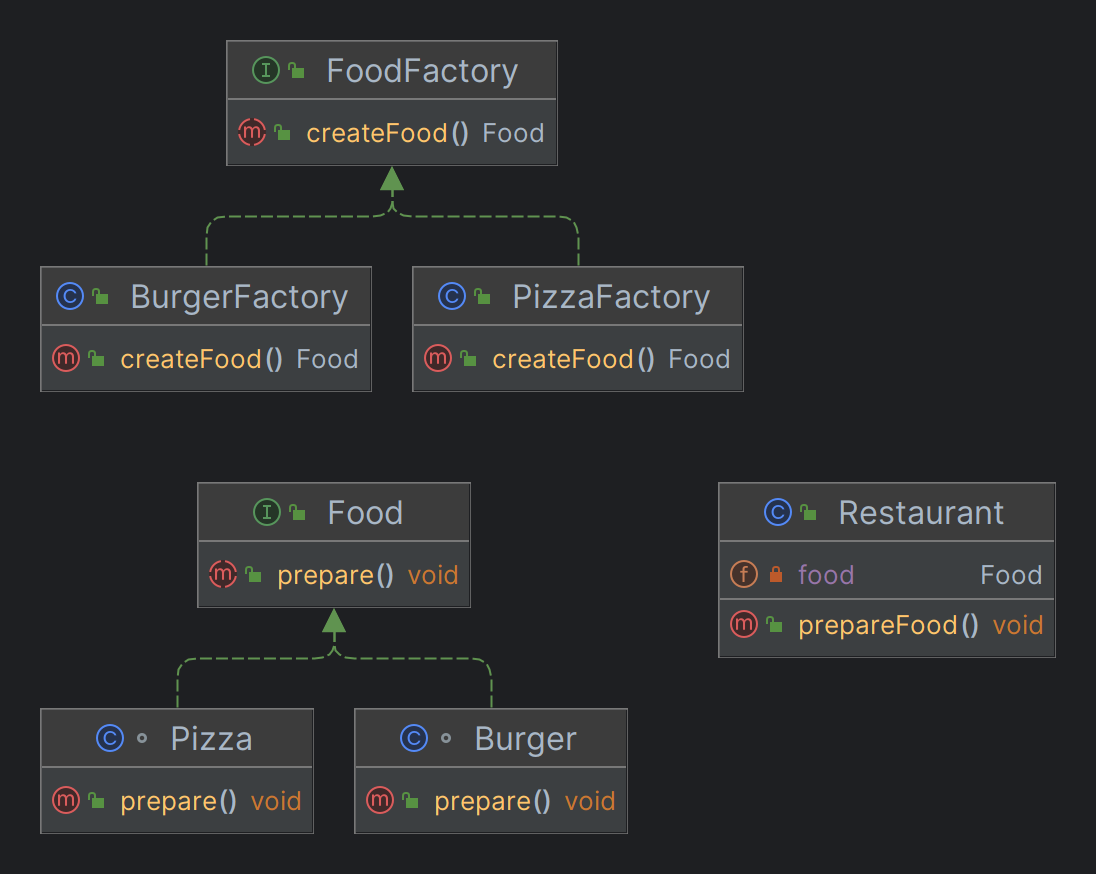 FoodFactory
createFood() Food
BurgerFactory
createFood() Food
PizzaFactory
createFood() Food
Food
prepare() void
Restaurant
food Food
prepareFood() void
Pizza
prepare() void
Burger
prepare() void